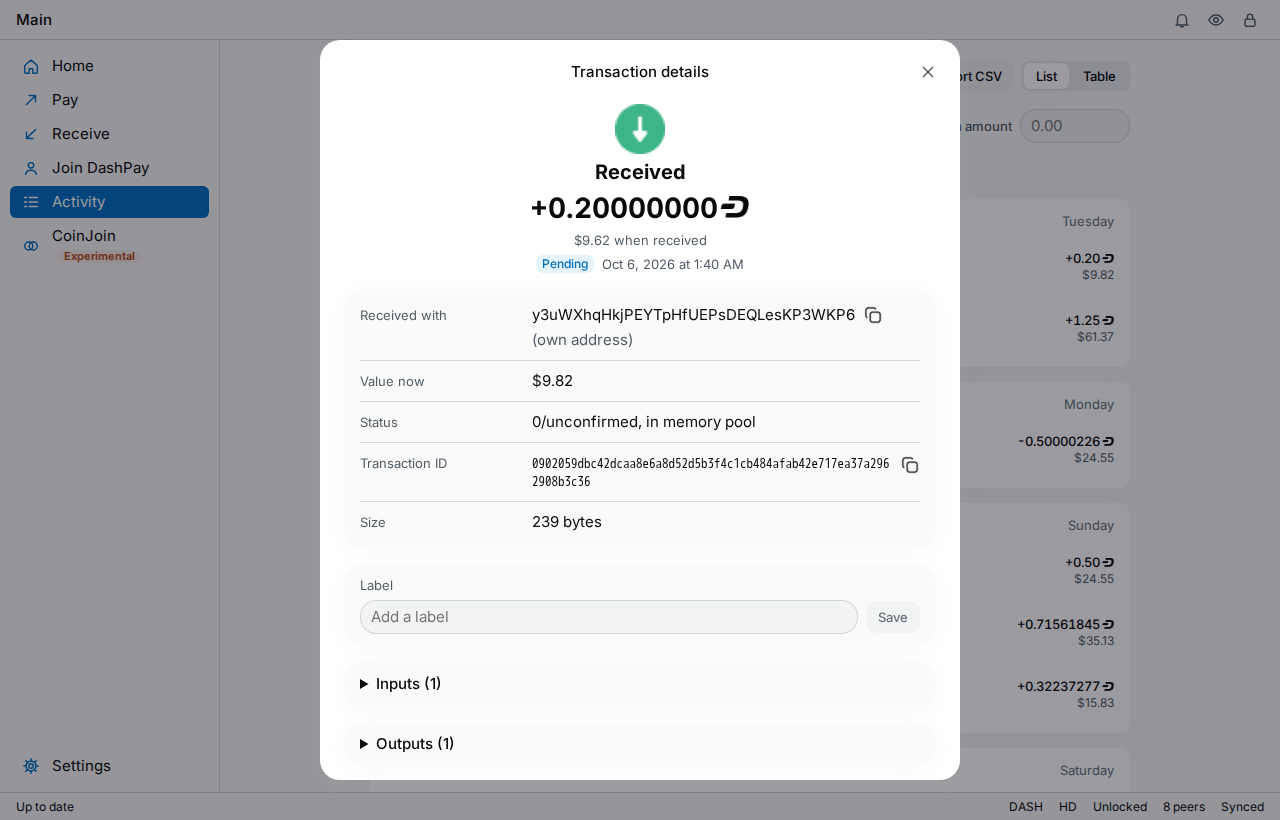 Main
Home
Pay
Receive
Join DashPay
Activity
CoinJoin
Experimental
Settings
Transaction details
Received
+0.20000000
$9.62 when received
Pending Oct 6, 2026 at 1:40 AM
Received with y3uWXhqHkjPEYTpHfUEPsDEQLesKP3WKP6
(own address)
Value now $9.82
Status 0/unconfirmed, in memory pool
Transaction ID 0902059dbc42dcaa8e6a8d52d5b3f4c1cb484afab42e717ea37a296
2908b3c36
Size 239 bytes
Label
Add a label Save
Inputs (1)
Outputs (1)
CSV List Table
amount 0.00
Tuesday
+0.20
$9.82
+1.25
$61.37
Monday
-0.50000226
$24.55
Sunday
+0.50
$24.55
+0.71561845
$35.13
+0.32237277
$15.83
Saturday
Up to date DASH HD Unlocked 8 peers Synced